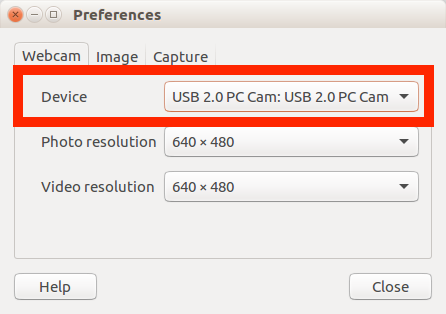 Preferences
Webcam Image Capture
Device USB 2.0 PC Cam: USB 2.0 PC Cam
Photo resolution 640 × 480
Video resolution 640 × 480
Help Close